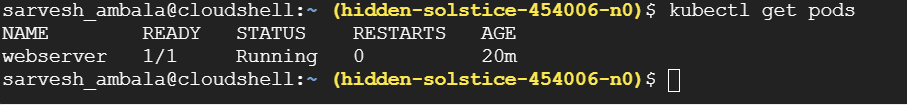 sarvesh_ambala@cloudshell:~ (hidden-solstice-454006-n0)$ kubectl get pods
NAME READY STATUS RESTARTS AGE
webserver 1/1 Running 0 20m
sarvesh_ambala@cloudshell:~ (hidden-solstice-454006-n0)$